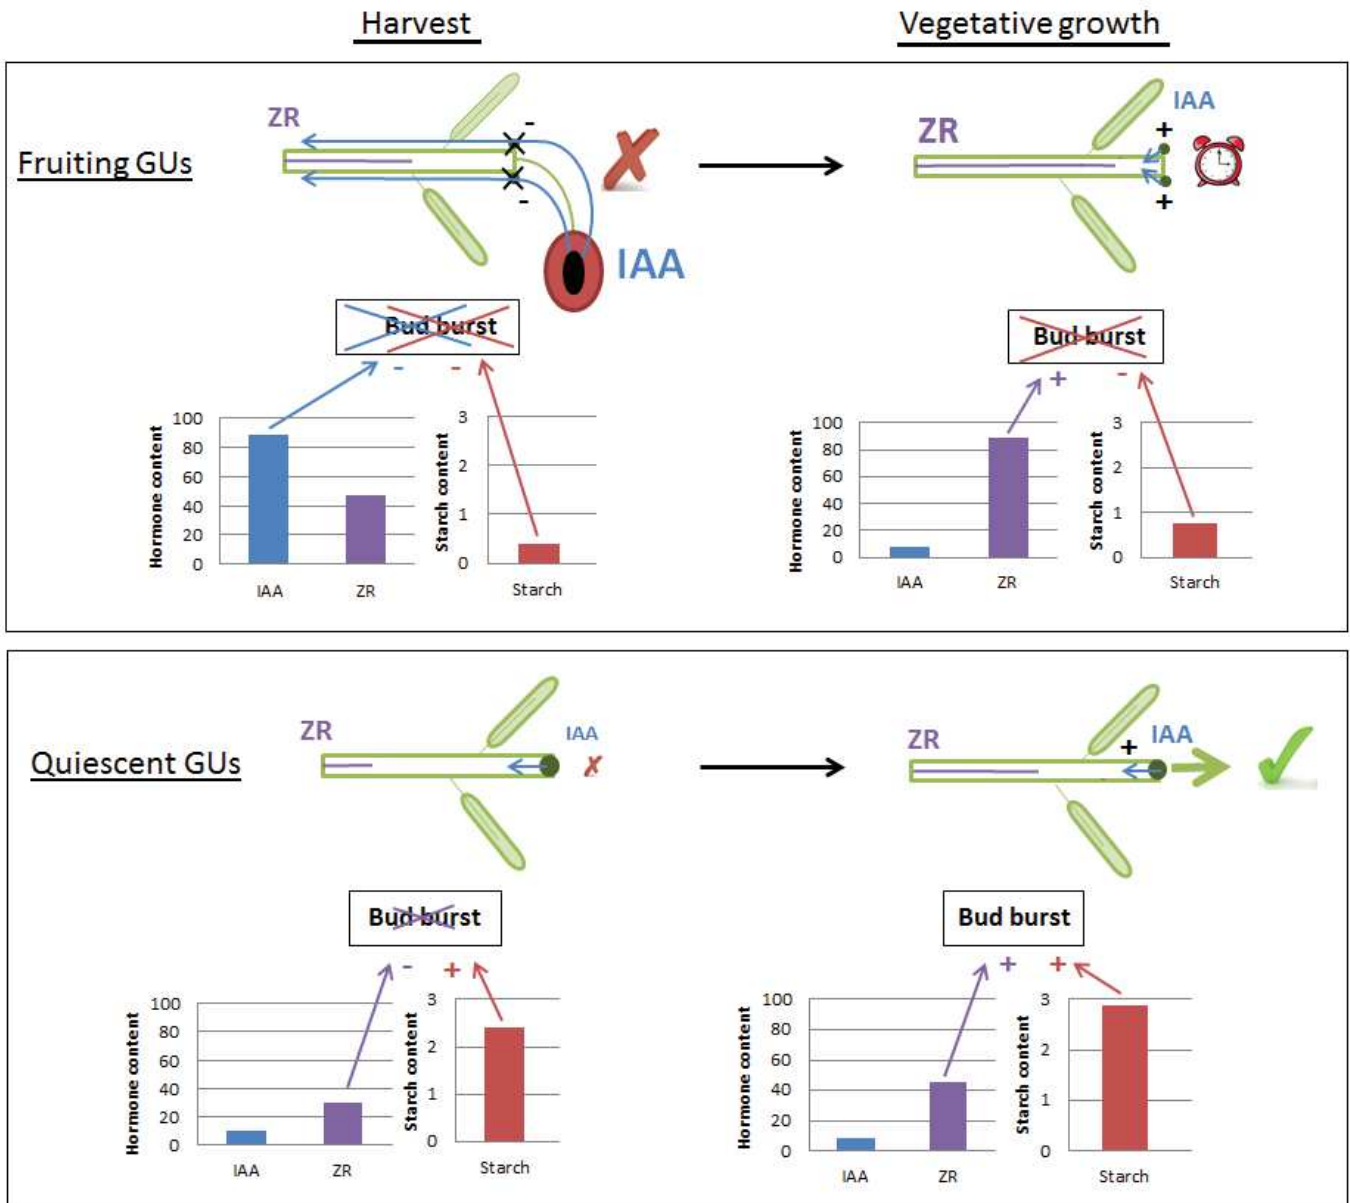 Harvest
Vegetative growth
Fruiting GUs
ZR
-
-
IAA
ZR
IAA
+
+
Bud burst
- -
Hormone content
100
80
60
40
20
0
IAA ZR
Starch content
3
2
1
0
Starch
Bud burst
+ -
Hormone content
100
80
60
40
20
0
IAA ZR
Starch content
3
2
1
0
Starch
Quiescent GUs
ZR
IAA
ZR
+
IAA
Bud burst
- +
Hormone content
100
80
60
40
20
0
IAA ZR
Starch content
3
2
1
0
Starch
Bud burst
+ +
Hormone content
100
80
60
40
20
0
IAA ZR
Starch content
3
2
1
0
Starch